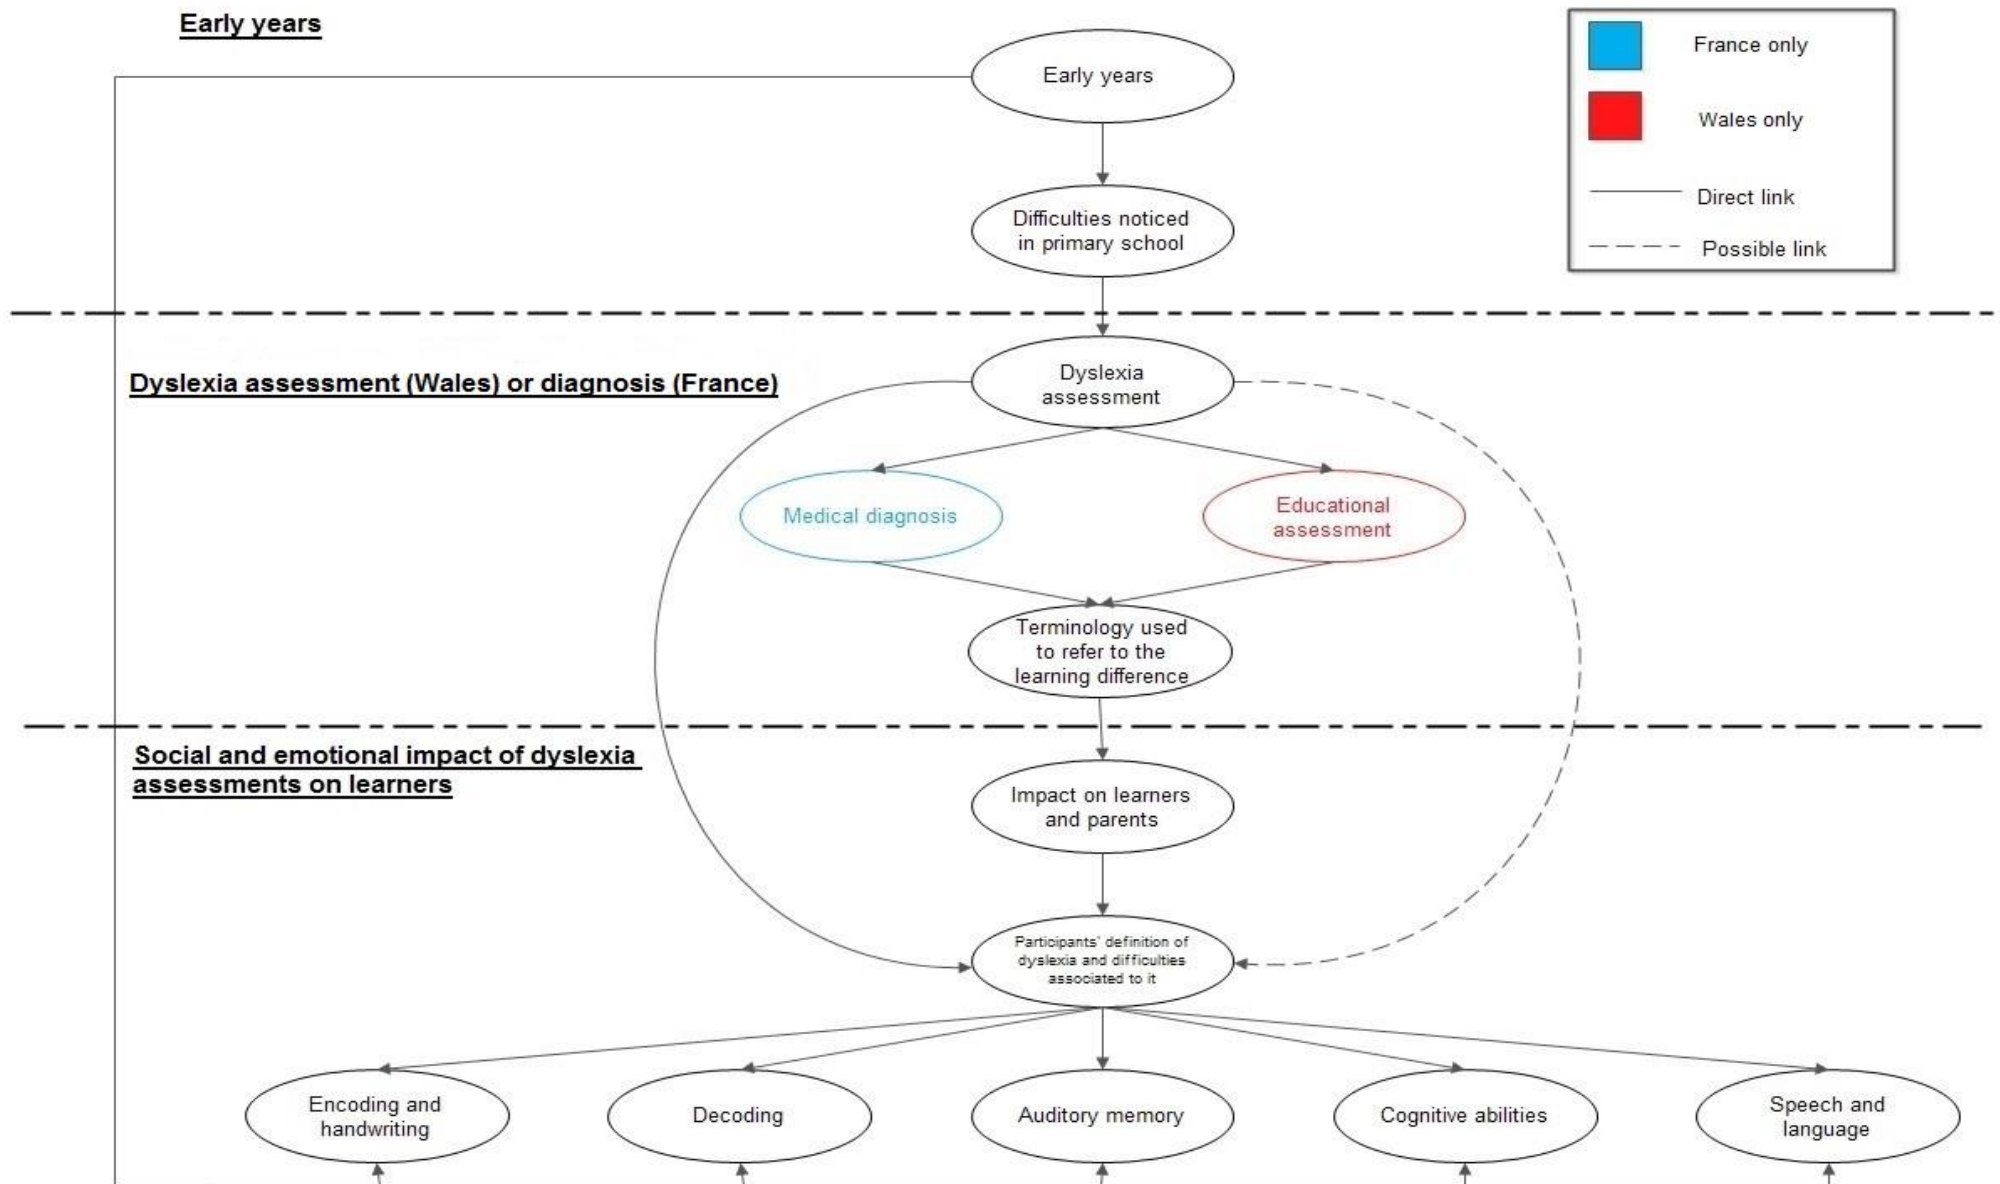 Early years
Early years
France only
Wales only
Direct link
Possible link
Difficulties noticed
in primary school
Dyslexia assessment (Wales) or diagnosis (France)
Dyslexia
assessment
Medical diagnosis
Educational
assessment
Terminology used
to refer to the
learning difference
Social and emotional impact of dyslexia
assessments on learners
Impact on learners
and parents
Participants' definition of
dyslexia and difficulties
associated to it
Encoding and
handwriting
Decoding
Auditory memory
Cognitive abilities
Speech and
language